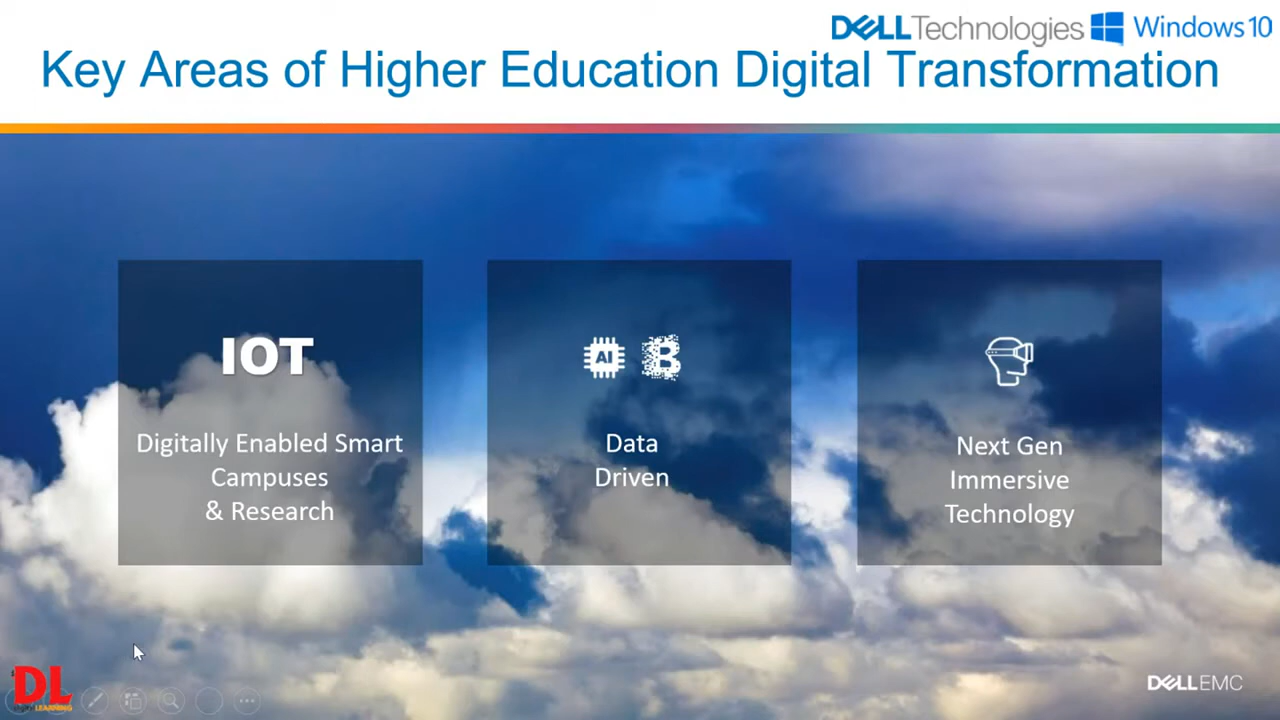 DELLTechnologies Windows 10
Key Areas of Higher Education Digital Transformation
IOT
Digitally Enabled Smart
Campuses
& Research
AI B
Data
Driven
Next Gen
Immersive
Technology
DL
LEARNING
DELLEMC